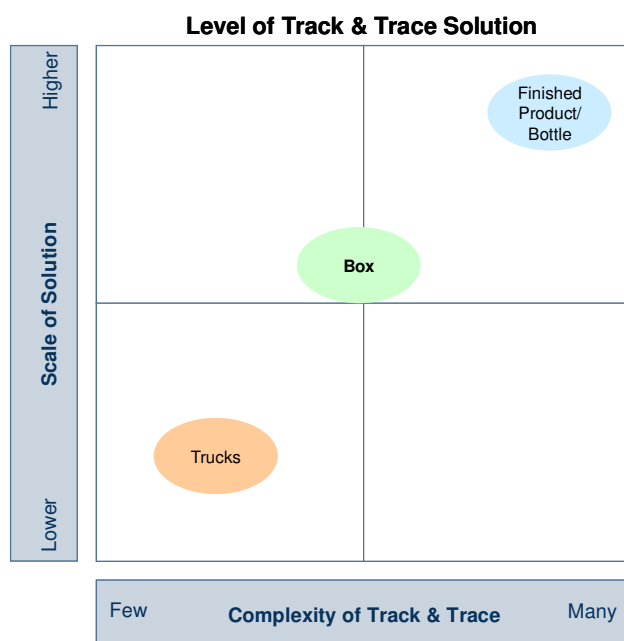 Level of Track & Trace Solution
Higher
Scale of Solution
Lower
Finished
Product/
Bottle
Box
Trucks
Few
Complexity of Track & Trace
Many